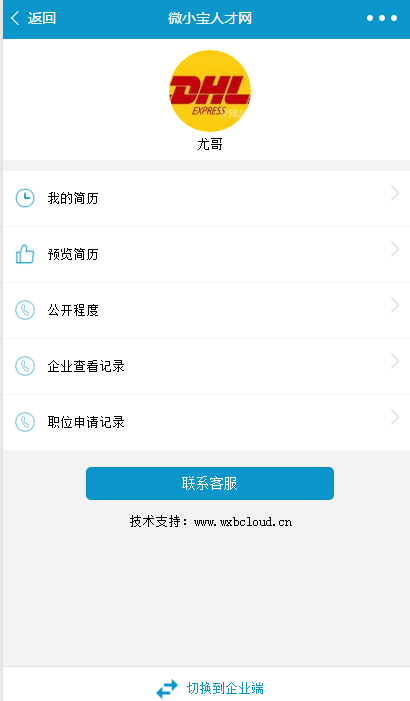 返回
微小宝人才网
DHL
EXPRESS
尤哥
我的简历
预览简历
公开程度
企业查看记录
职位申请记录
联系客服
技术支持：www.wxbcloud.cn
切换到企业端